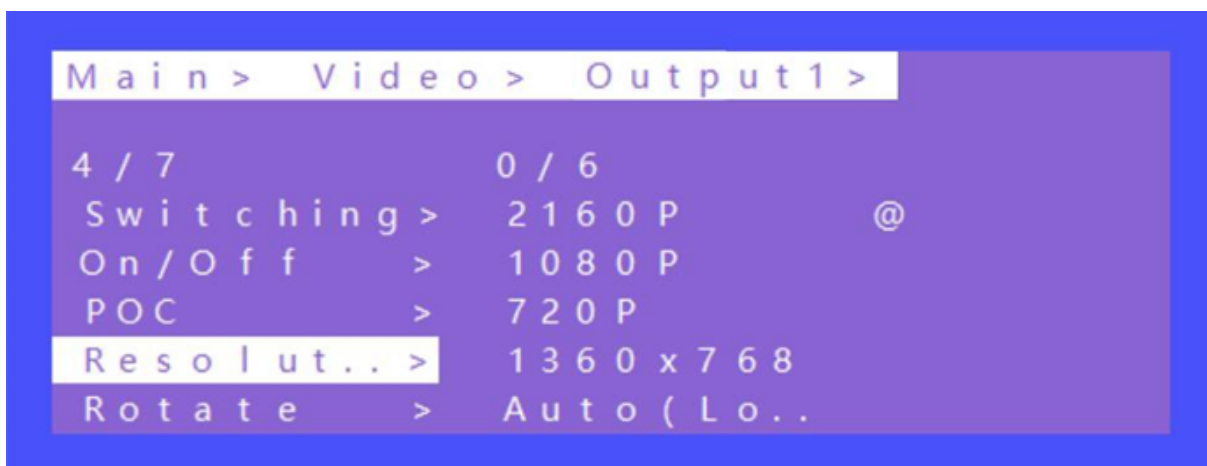 Main> Video> Output1>
4/7 0/6
Switching> 2160P @
On/Off > 1080P
POC > 720P
Resolut..> 1360x768
Rotate > Auto(Lo..